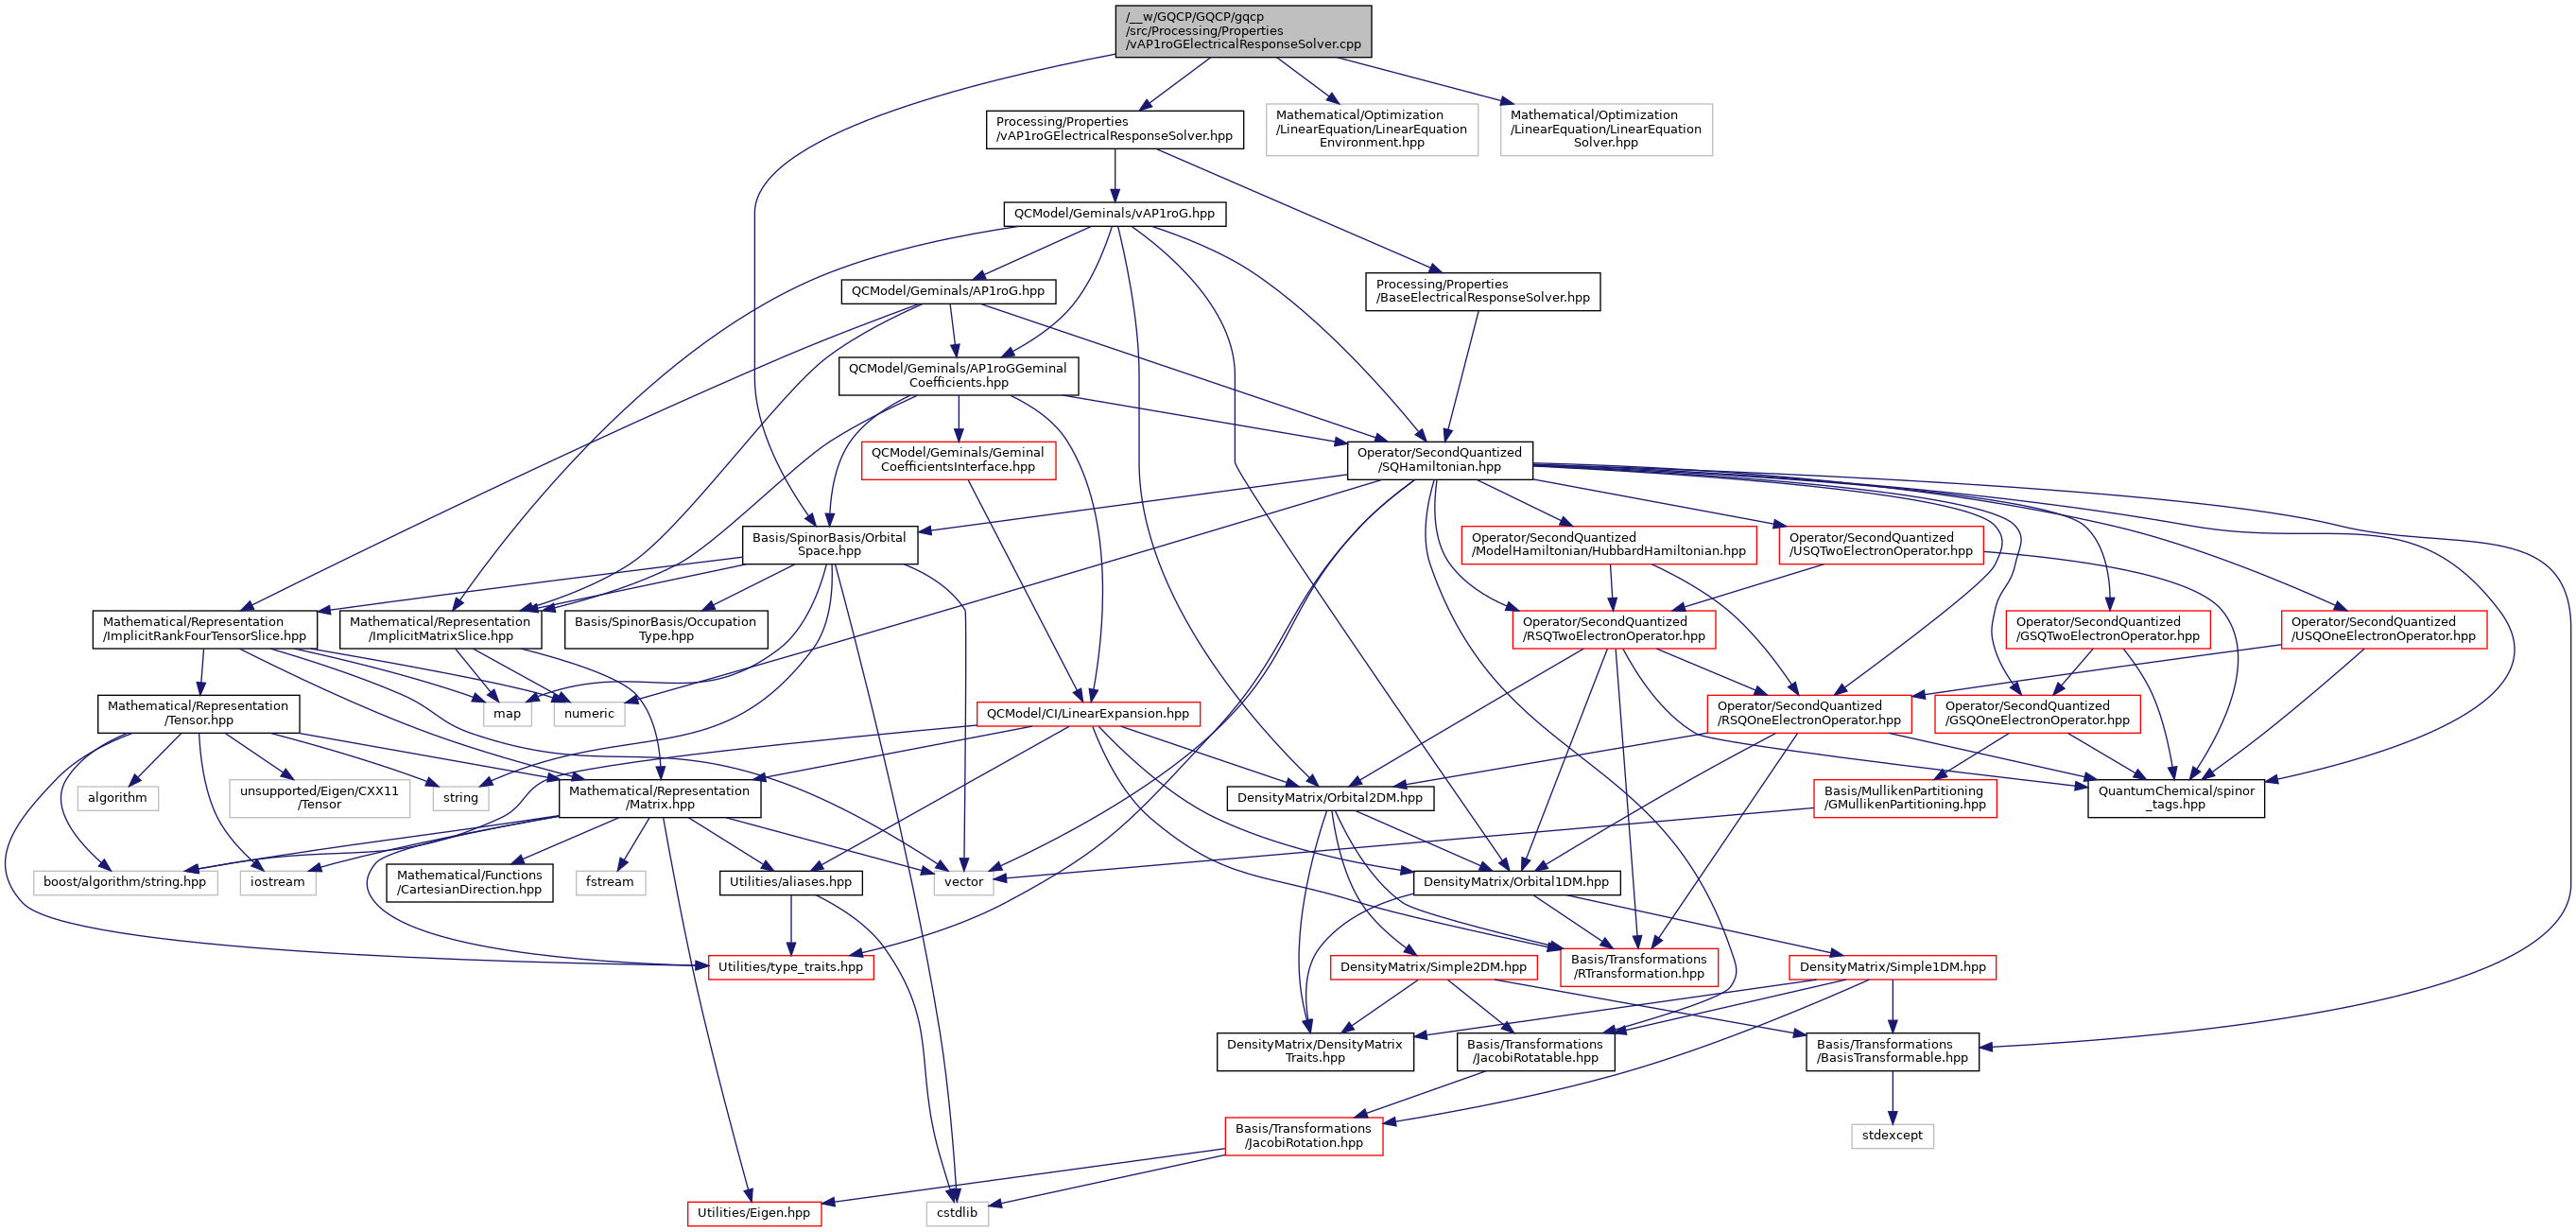 /__w/GQCP/GQCP/gqcp
/src/Processing/Properties
/vAP1roGElectricalResponseSolver.cpp
Processing/Properties
/vAP1roGElectricalResponseSolver.hpp
Mathematical/Optimization
/LinearEquation/LinearEquation
Environment.hpp
Mathematical/Optimization
/LinearEquation/LinearEquation
Solver.hpp
QCModel/Geminals/vAP1roG.hpp
QCModel/Geminals/AP1roG.hpp
Processing/Properties
/BaseElectricalResponseSolver.hpp
QCModel/Geminals/AP1roGGeminal
Coefficients.hpp
QCModel/Geminals/Geminal
CoefficientsInterface.hpp
Operator/SecondQuantized
/SQHamiltonian.hpp
Basis/SpinorBasis/Orbital
Space.hpp
Operator/SecondQuantized
/ModelHamiltonian/HubbardHamiltonian.hpp
Operator/SecondQuantized
/USQTwoElectronOperator.hpp
Mathematical/Representation
/ImplicitRankFourTensorSlice.hpp
Mathematical/Representation
/ImplicitMatrixSlice.hpp
Basis/SpinorBasis/Occupation
Type.hpp
Operator/SecondQuantized
/RSQTwoElectronOperator.hpp
Operator/SecondQuantized
/GSQTwoElectronOperator.hpp
Operator/SecondQuantized
/USQOneElectronOperator.hpp
Mathematical/Representation
/Tensor.hpp
map
numeric
QCModel/CI/LinearExpansion.hpp
Operator/SecondQuantized
/RSQOneElectronOperator.hpp
Operator/SecondQuantized
/GSQOneElectronOperator.hpp
algorithm
unsupported/Eigen/CXX11
/Tensor
string
Mathematical/Representation
/Matrix.hpp
DensityMatrix/Orbital2DM.hpp
Basis/MullikenPartitioning
/GMullikenPartitioning.hpp
QuantumChemical/spinor
_tags.hpp
boost/algorithm/string.hpp
iostream
Mathematical/Functions
/CartesianDirection.hpp
fstream
Utilities/aliases.hpp
vector
DensityMatrix/Orbital1DM.hpp
Utilities/type_traits.hpp
DensityMatrix/Simple2DM.hpp
Basis/Transformations
/RTransformation.hpp
DensityMatrix/Simple1DM.hpp
DensityMatrix/DensityMatrix
Traits.hpp
Basis/Transformations
/JacobiRotatable.hpp
Basis/Transformations
/BasisTransformable.hpp
Basis/Transformations
/JacobiRotation.hpp
stdexcept
Utilities/Eigen.hpp
cstdlib